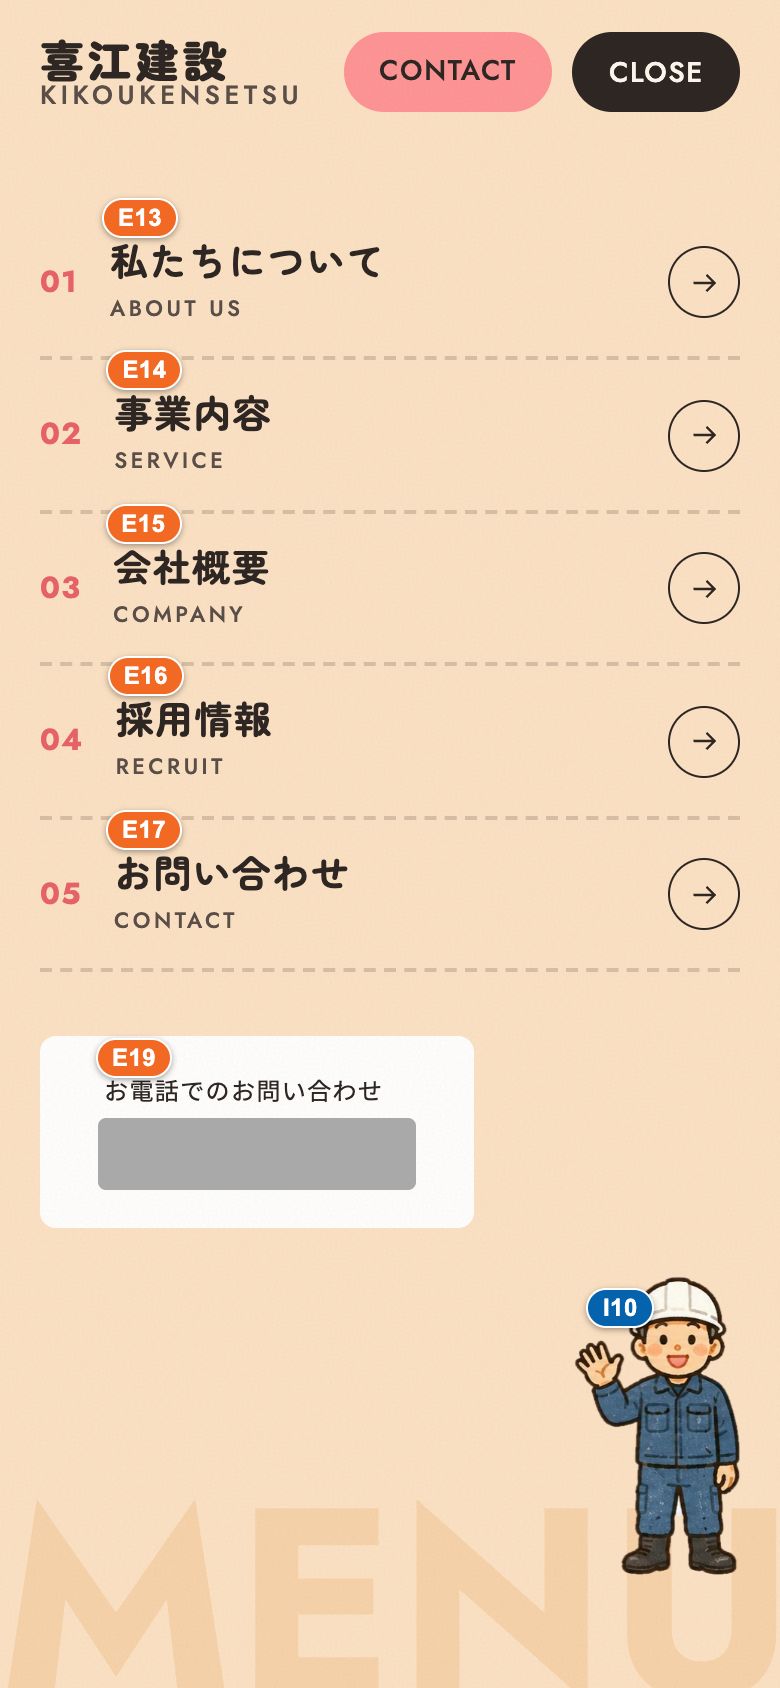 喜江建設
KIKOUKENSETSU
CONTACT
CLOSE
E13
01
私たちについて
ABOUT US
E14
02
事業内容
SERVICE
E15
03
会社概要
COMPANY
E16
04
採用情報
RECRUIT
E17
05
お問い合わせ
CONTACT
E19
お電話でのお問い合わせ
I10
MENU